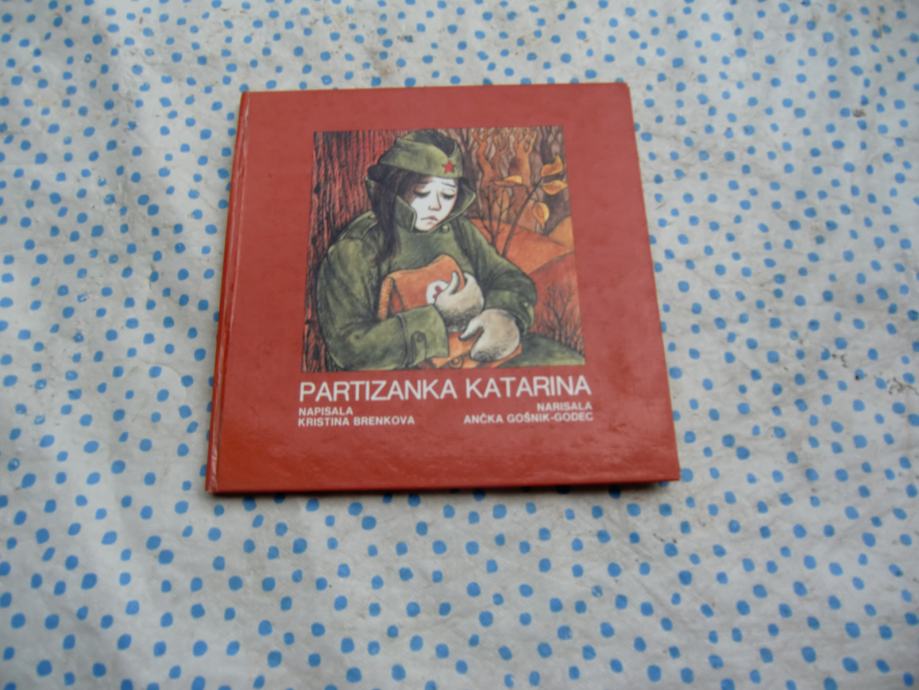 PARTIZANKA KATARINA
NAPISALA
KRISTINA BRENKOVA
NARISALA
ANČKA GOŠNIK-GODEC